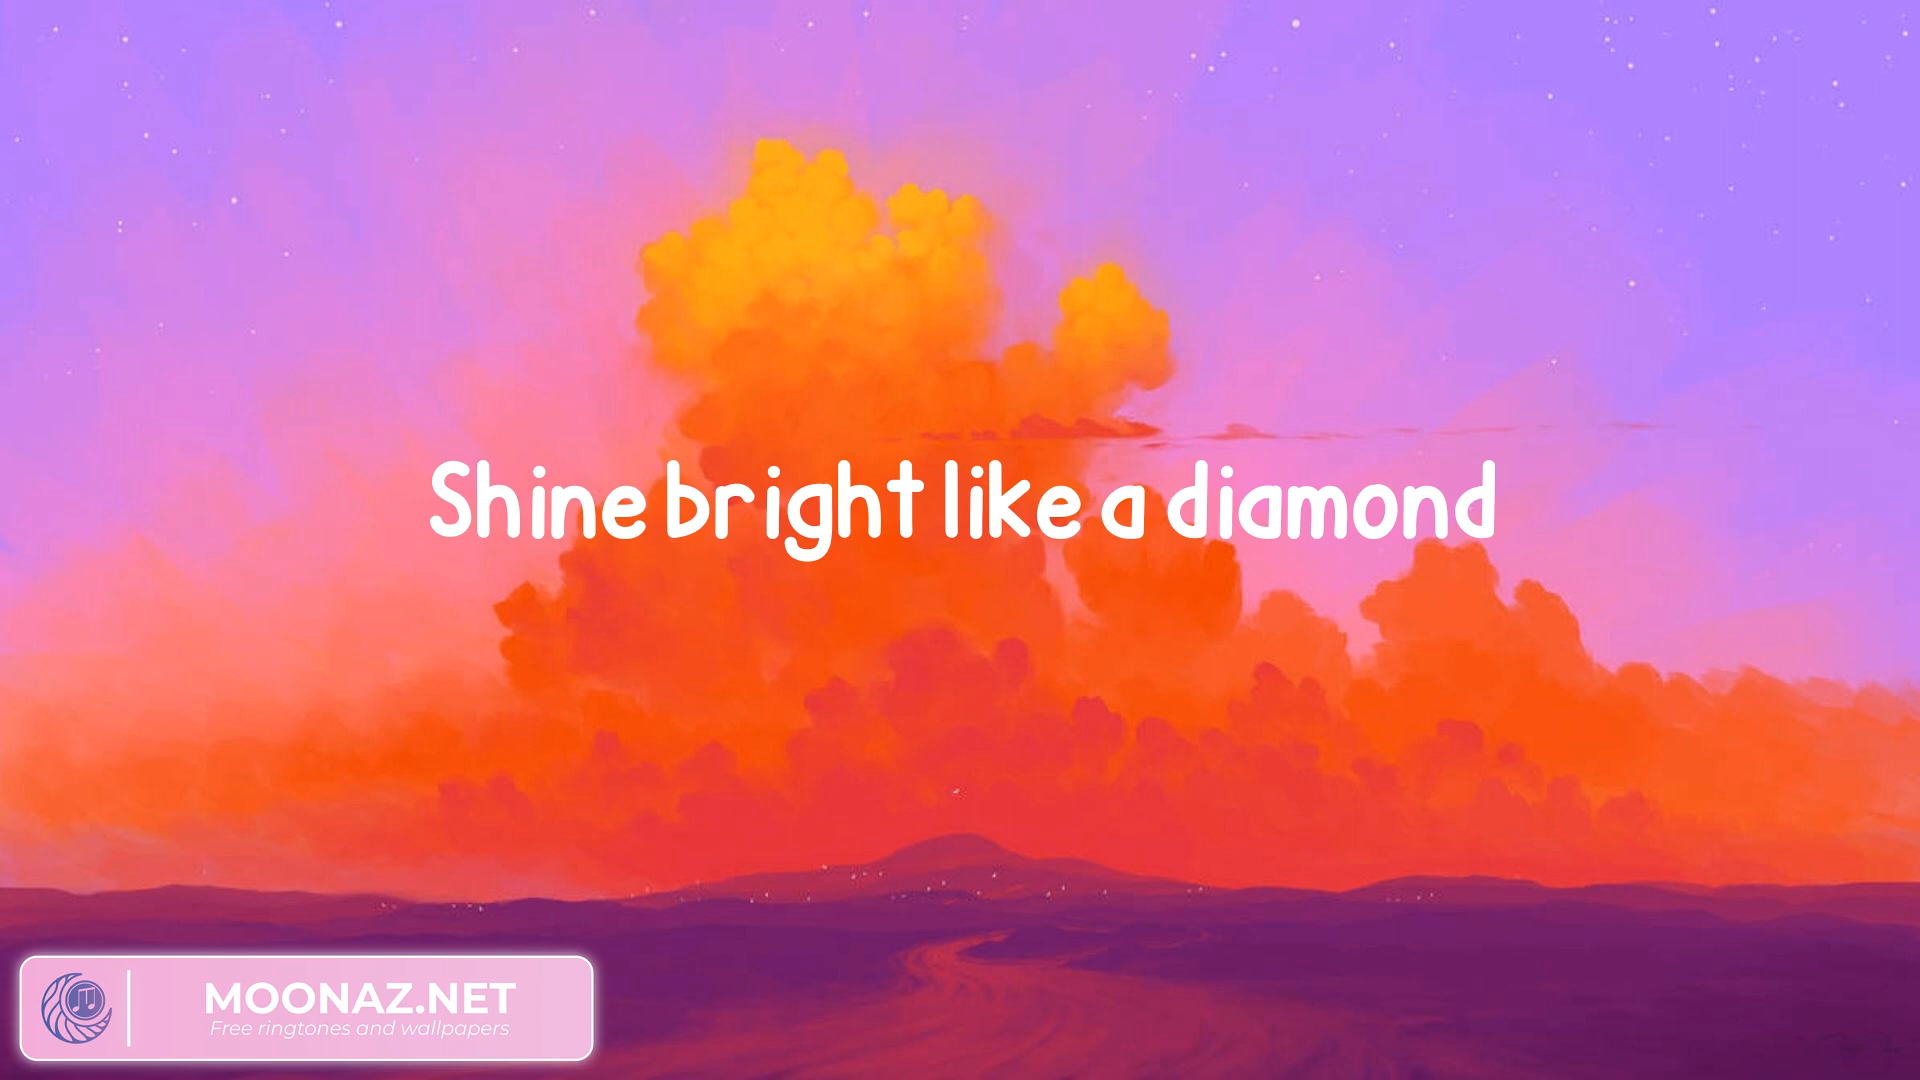 Shine bright like a diamond
MOONAZ.NET
Free ringtones and wallpapers